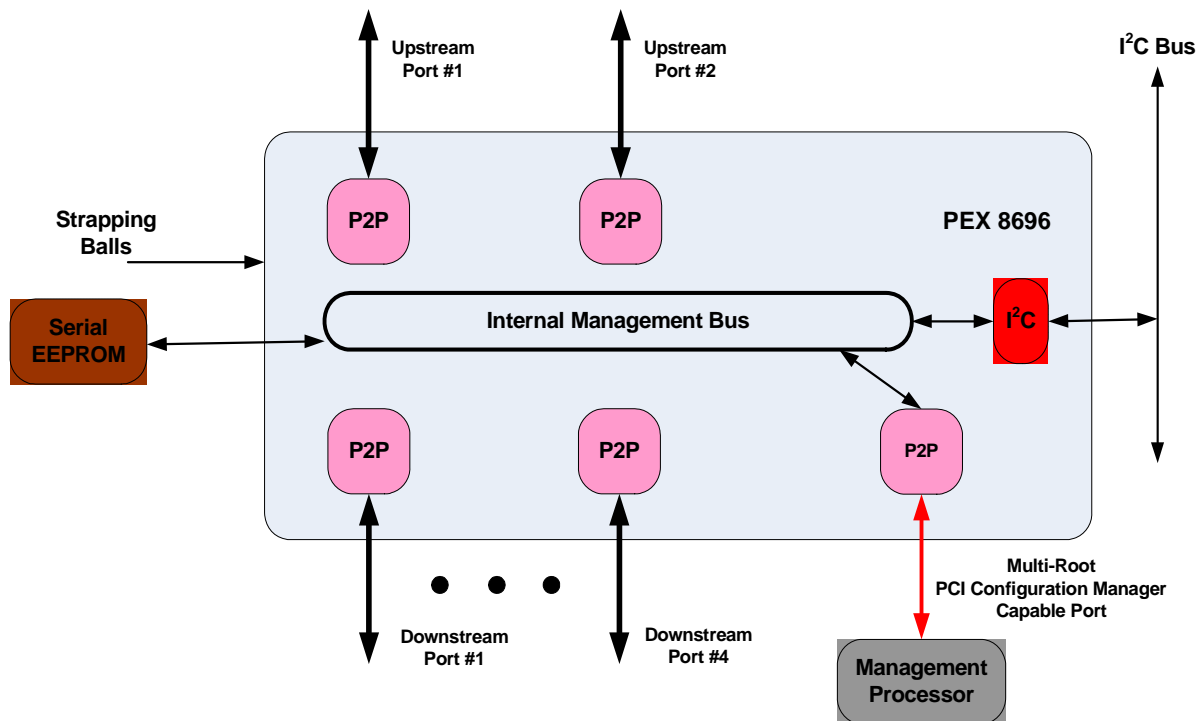 Upstream
Port #1
Upstream
Port #2
I²C Bus
Strapping
Balls
P2P
P2P
PEX 8696
Serial
EEPROM
Internal Management Bus
I²C
P2P
P2P
P2P
Multi-Root
PCI Configuration Manager
Capable Port
Downstream
Port #1
Downstream
Port #4
Management
Processor